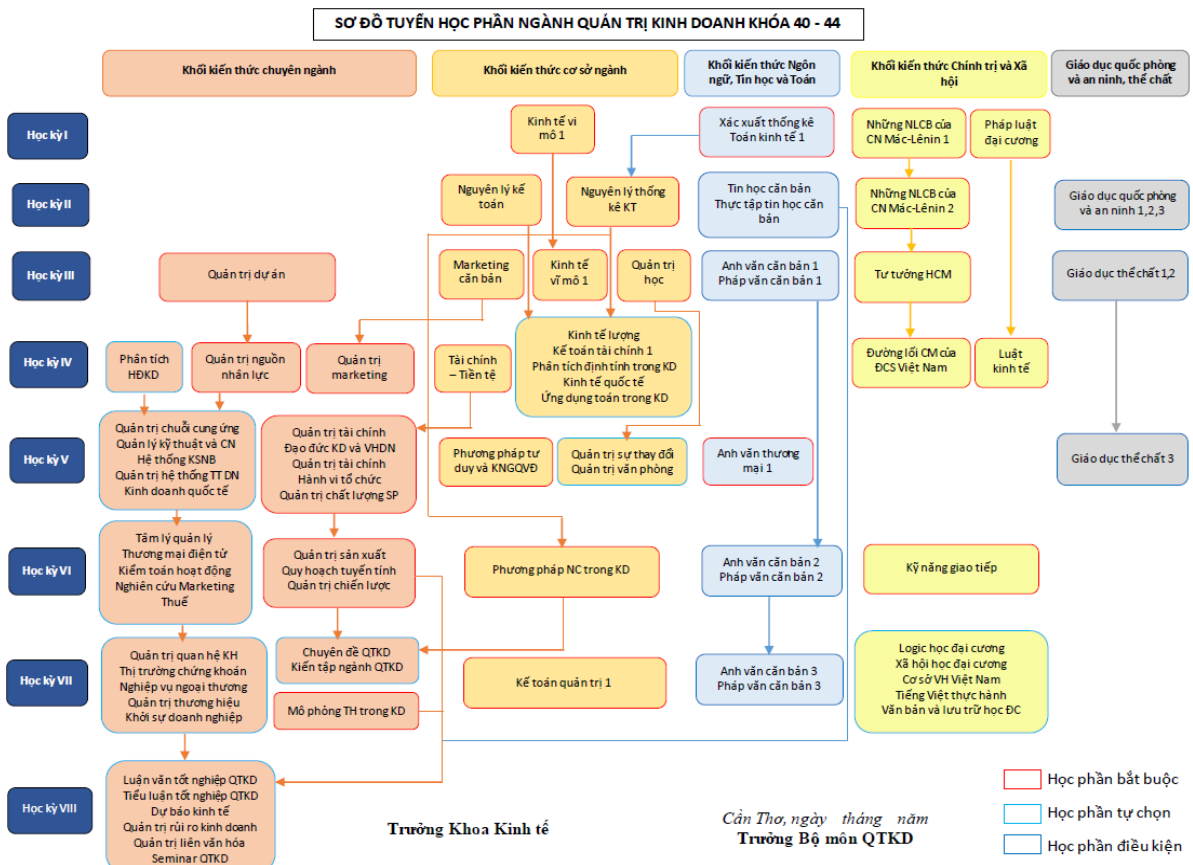 SƠ ĐỒ TUYẾN HỌC PHẦN NGÀNH QUẢN TRỊ KINH DOANH KHÓA 40 - 44
Khối kiến thức chuyên ngành
Khối kiến thức cơ sở ngành
Khối kiến thức Ngôn
ngữ, Tin học và Toán
Khối kiến thức Chính trị và Xã
hội
Giáo dục quốc phòng
và an ninh, thể chất
Học kỳ I
Kinh tế vi
mô 1
Xác xuất thống kê
Toán kinh tế 1
Những NLCB của
CN Mác-Lênin 1
Pháp luật
đại cương
Học kỳ II
Nguyên lý kế
toán
Nguyên lý thống
kê KT
Tin học căn bản
Thực tập tin học căn
bản
Những NLCB của
CN Mác-Lênin 2
Giáo dục quốc phòng
và an ninh 1,2,3
Học kỳ III
Quản trị dự án
Marketing
căn bản
Kinh tế
vĩ mô 1
Quản trị
học
Anh văn căn bản 1
Pháp văn căn bản 1
Tư tưởng HCM
Giáo dục thể chất 1,2
Học kỳ IV
Phân tích
HĐKD
Quản trị nguồn
nhân lực
Quản trị
marketing
Tài chính
– Tiền tệ
Kinh tế lượng
Kế toán tài chính 1
Phân tích định tính trong KD
Kinh tế quốc tế
Ứng dụng toán trong KD
Đường lối CM của
ĐCS Việt Nam
Luật
kinh tế
Học kỳ V
Quản trị chuỗi cung ứng
Quản lý kỹ thuật và CN
Hệ thống KSNB
Quản trị hệ thống TT DN
Kinh doanh quốc tế
Quản trị tài chính
Đạo đức KD và VHDN
Quản trị tài chính
Hành vi tổ chức
Quản trị chất lượng SP
Phương pháp tư
duy và KNGQVĐ
Quản trị sự thay đổi
Quản trị văn phòng
Anh văn thương
mại 1
Giáo dục thể chất 3
Học kỳ VI
Tâm lý quản lý
Thương mại điện tử
Kiểm toán hoạt động
Nghiên cứu Marketing
Thuế
Quản trị sản xuất
Quy hoạch tuyến tính
Quản trị chiến lược
Phương pháp NC trong KD
Anh văn căn bản 2
Pháp văn căn bản 2
Kỹ năng giao tiếp
Học kỳ VII
Quản trị quan hệ KH
Thị trường chứng khoán
Nghiệp vụ ngoại thương
Quản trị thương hiệu
Khởi sự doanh nghiệp
Chuyên đề QTKD
Kiến tập ngành QTKD
Mô phỏng TH trong KD
Kế toán quản trị 1
Anh văn căn bản 3
Pháp văn căn bản 3
Logic học đại cương
Xã hội học đại cương
Cơ sở VH Việt Nam
Tiếng Việt thực hành
Văn bản và lưu trữ học ĐC
Học kỳ VIII
Luận văn tốt nghiệp QTKD
Tiểu luận tốt nghiệp QTKD
Dự báo kinh tế
Quản trị rủi ro kinh doanh
Quản trị liên văn hóa
Seminar QTKD
Trưởng Khoa Kinh tế
Cần Thơ, ngày tháng năm
Trưởng Bộ môn QTKD
Học phần bắt buộc
Học phần tự chọn
Học phần điều kiện